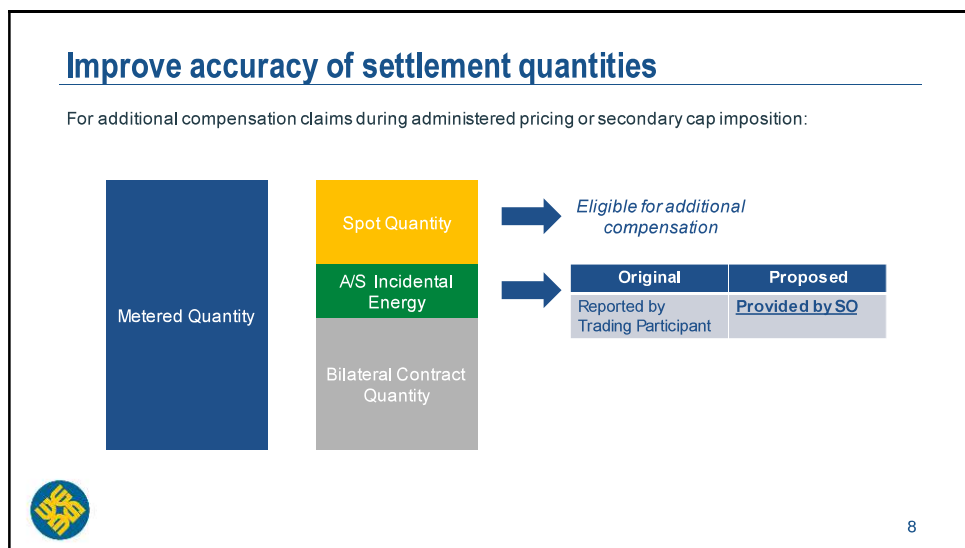 Improve accuracy of settlement quantities
For additional compensation claims during administered pricing or secondary cap imposition:
Metered Quantity
Spot Quantity
A/S Incidental
Energy
Bilateral Contract
Quantity
Eligible for additional
compensation
Original
Proposed
Reported by
Trading Participant
Provided by SO
8